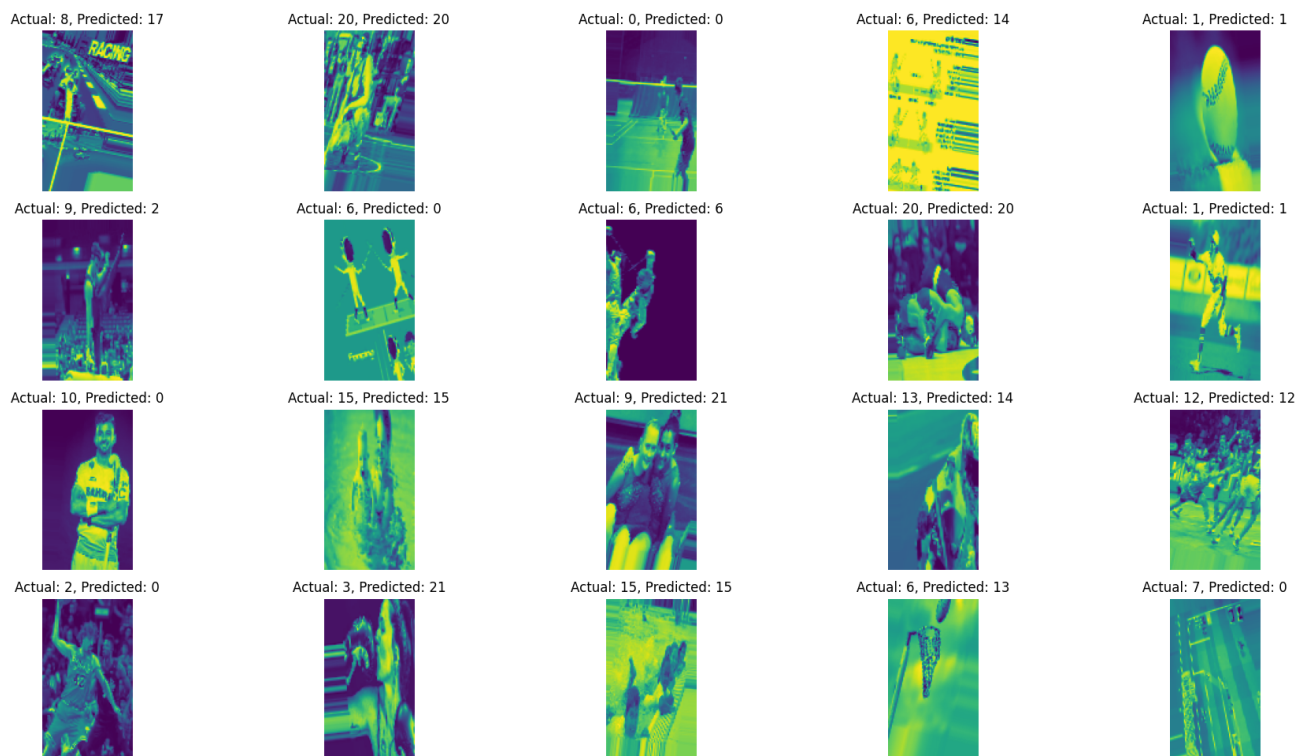 Actual: 8, Predicted: 17
Actual: 20, Predicted: 20
Actual: 0, Predicted: 0
Actual: 6, Predicted: 14
Actual: 1, Predicted: 1
RACING
Actual: 9, Predicted: 2
Actual: 6, Predicted: 0
Actual: 6, Predicted: 6
Actual: 20, Predicted: 20
Actual: 1, Predicted: 1
Fencing
Actual: 10, Predicted: 0
Actual: 15, Predicted: 15
Actual: 9, Predicted: 21
Actual: 13, Predicted: 14
Actual: 12, Predicted: 12
Actual: 2, Predicted: 0
Actual: 3, Predicted: 21
Actual: 15, Predicted: 15
Actual: 6, Predicted: 13
Actual: 7, Predicted: 0